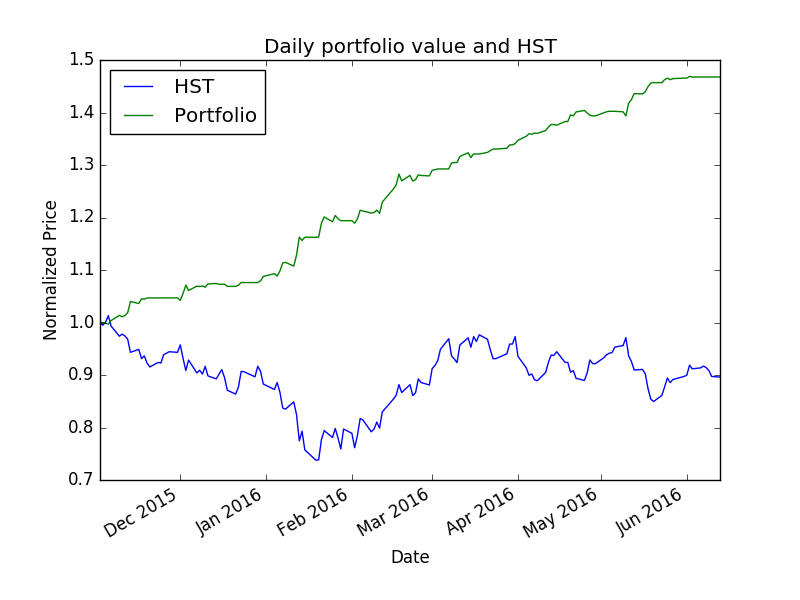 Daily portfolio value and HST
HST
Portfolio
1.5
1.4
1.3
1.2
1.1
1.0
0.9
0.8
0.7
Normalized Price
Dec 2015
Jan 2016
Feb 2016
Mar 2016
Apr 2016
May 2016
Jun 2016
Date